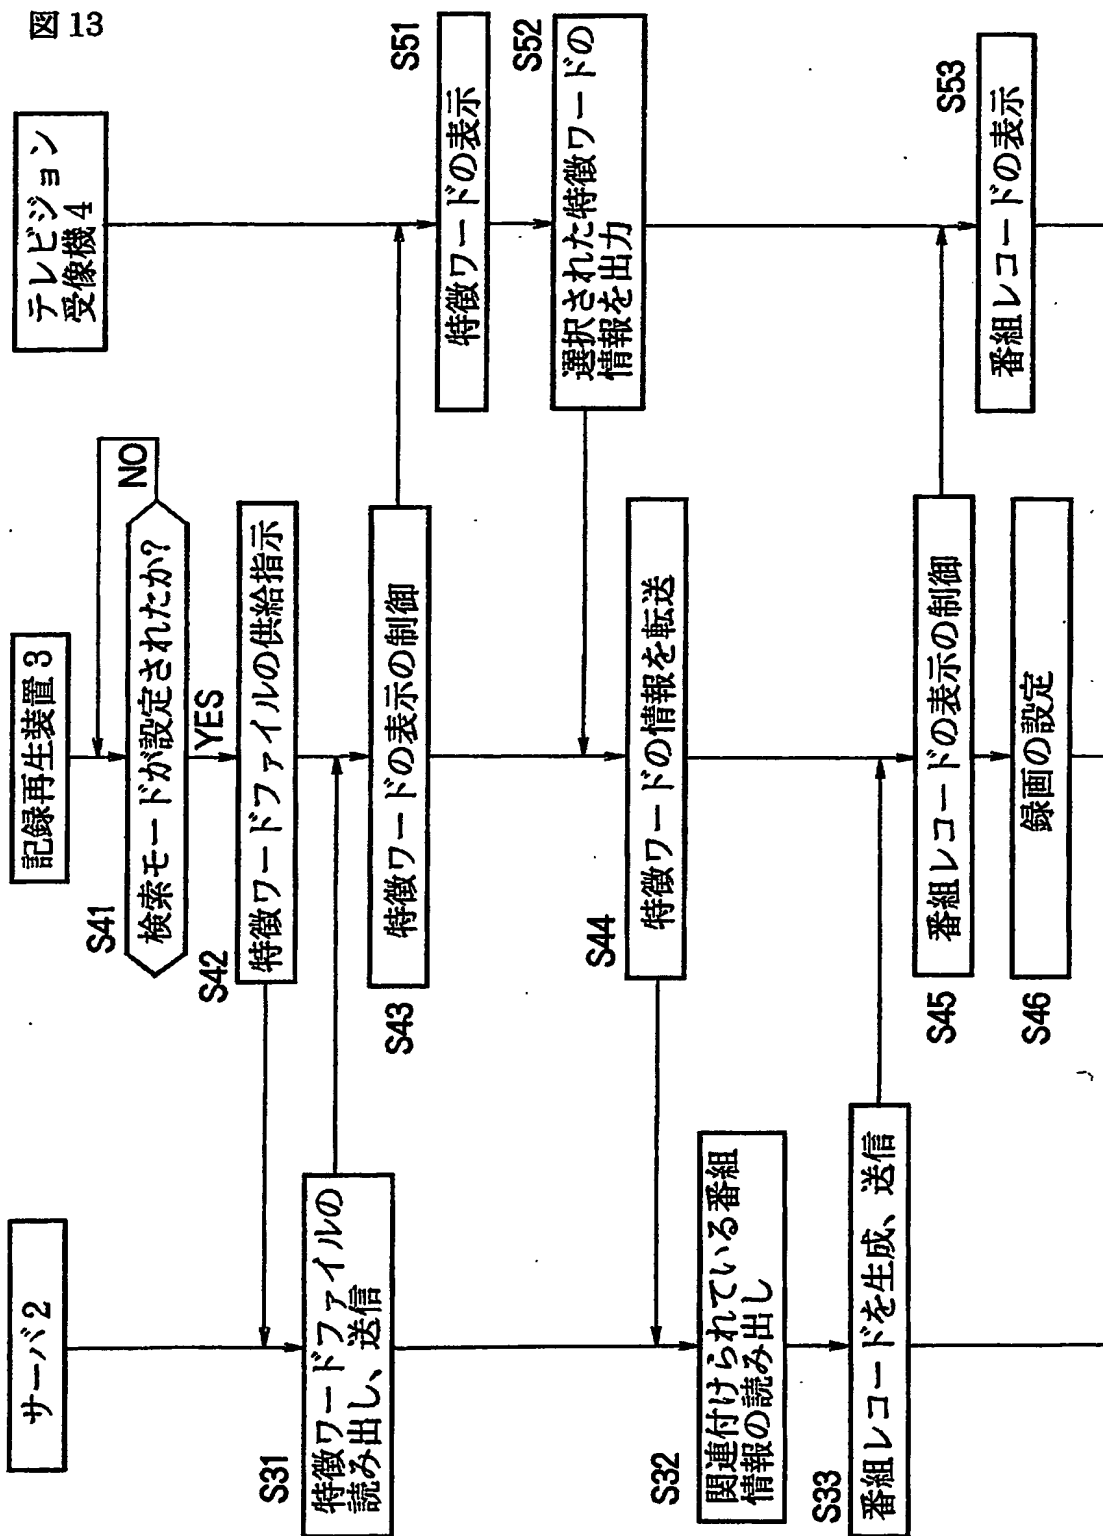 図13
サーバ2
S31
特徴ワードファイルの
読み出し、送信
S32
関連付けられている番組
情報の読み出し
S33
番組レコードを生成、送信
記録再生装置3
S41
検索モードが設定されたか?
NO
YES
S42
特徴ワードファイルの供給指示
S43
特徴ワードの表示の制御
S44
特徴ワードの情報を転送
S45
番組レコードの表示の制御
S46
録画の設定
テレビジョン
受像機4
S51
特徴ワードの表示
S52
選択された特徴ワードの
情報を出力
S53
番組レコードの表示